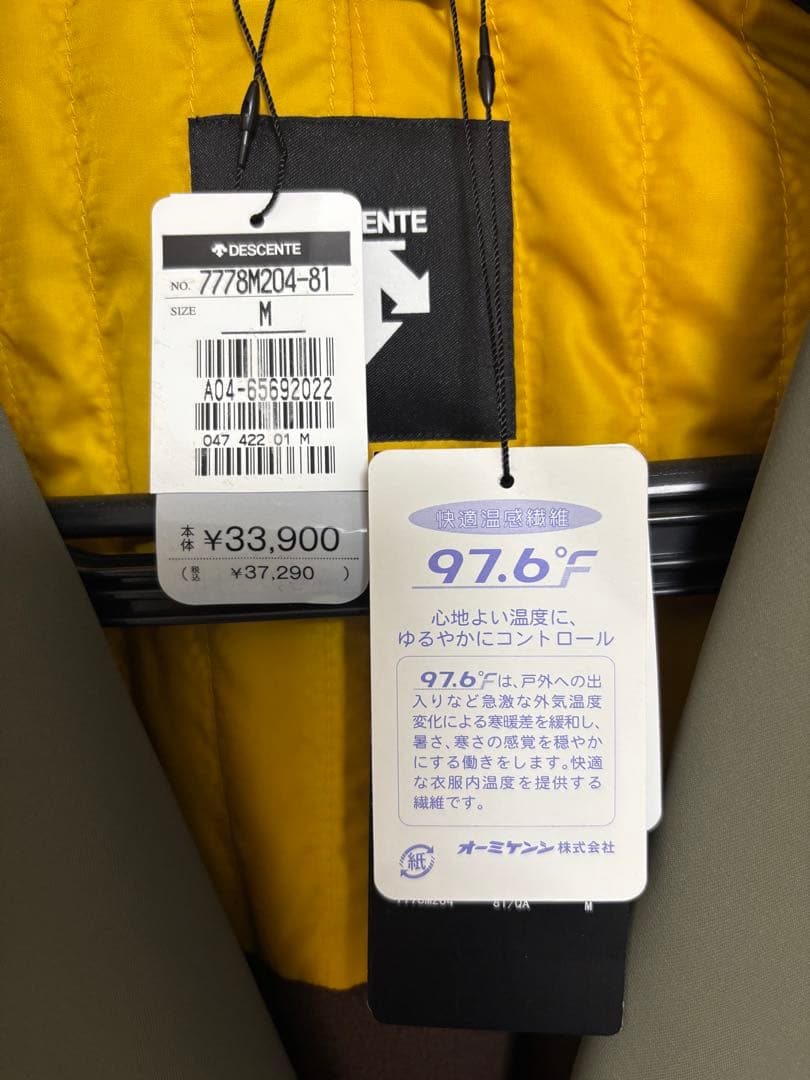 ENTE
DESCENTE
NO. 7778M204-81
SIZE M
A04-65692022
047 422 01 M
本体 ¥33,900
(税込 ¥37,290 )
快適温感繊維
97.6°F
心地よい温度に、
ゆるやかにコントロール
97.6°Fは、戸外への出
入りなど急激な外気温度
変化による寒暖差を緩和し、
暑さ、寒さの感覚を穏やか
にする働きをします。快適
な衣服内温度を提供する
繊維です。
紙
オーミケンシ株式会社
7778M204 81/QA M